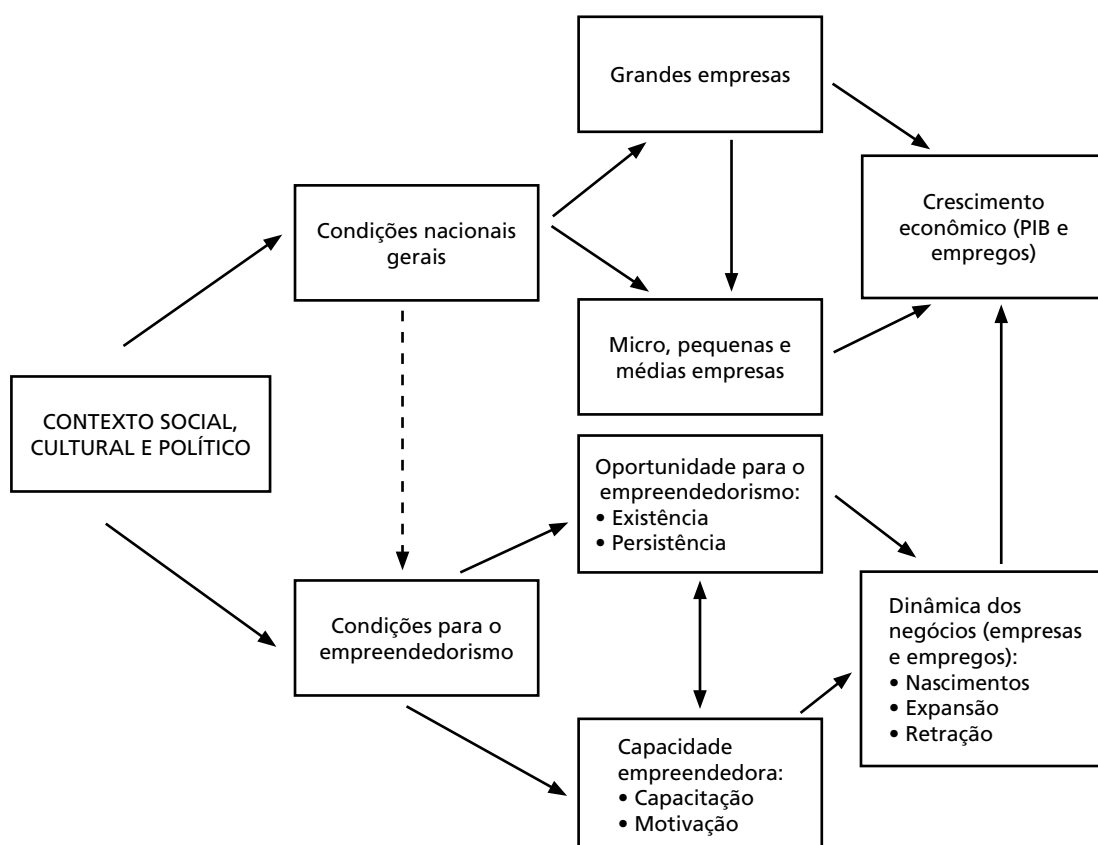 Grandes empresas
Condições nacionais
gerais
Crescimento
econômico (PIB e
empregos)
Micro, pequenas e
médias empresas
CONTEXTO SOCIAL,
CULTURAL E POLÍTICO
Oportunidade para o
empreendedorismo:
• Existência
• Persistência
Condições para o
empreendedorismo
Dinâmica dos
negócios (empresas
e empregos):
• Nascimentos
• Expansão
• Retração
Capacidade
empreendedora:
• Capacitação
• Motivação